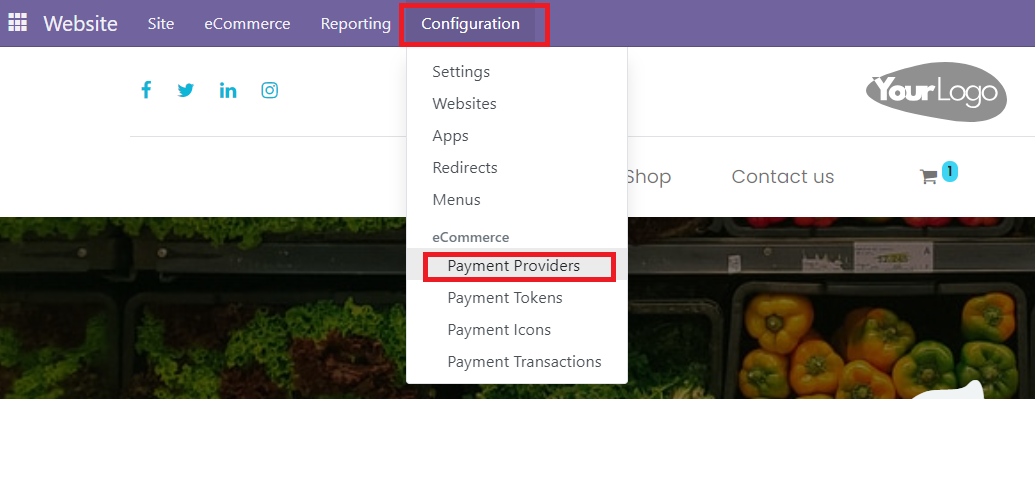 Website Site eCommerce Reporting Configuration
Settings
YourLogo
Websites
Apps
Redirects
Shop Contact us 1
Menus
eCommerce
Payment Providers
Payment Tokens
Payment Icons
Payment Transactions